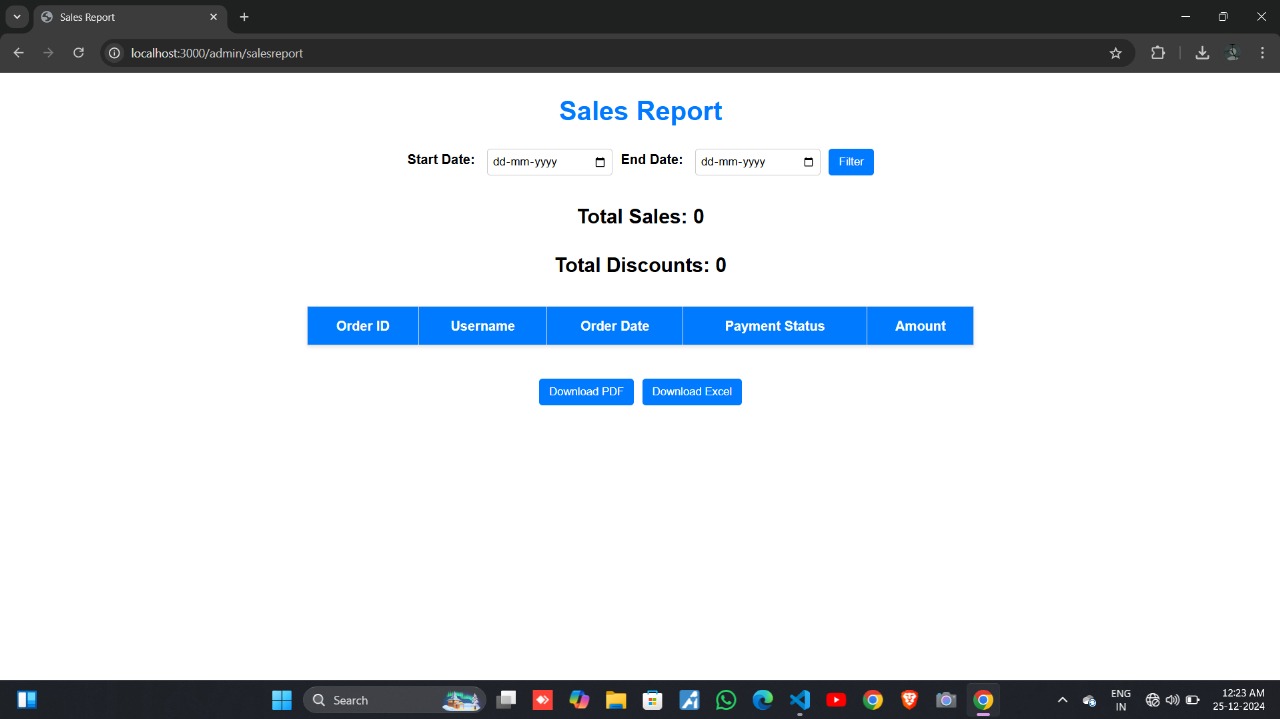 Sales Report
localhost:3000/admin/salesreport
Sales Report
Start Date: dd-mm-yyyy End Date: dd-mm-yyyy Filter
Total Sales: 0
Total Discounts: 0
Order ID Username Order Date Payment Status Amount
Download PDF Download Excel
Search
ENG
IN
12:23 AM
25-12-2024